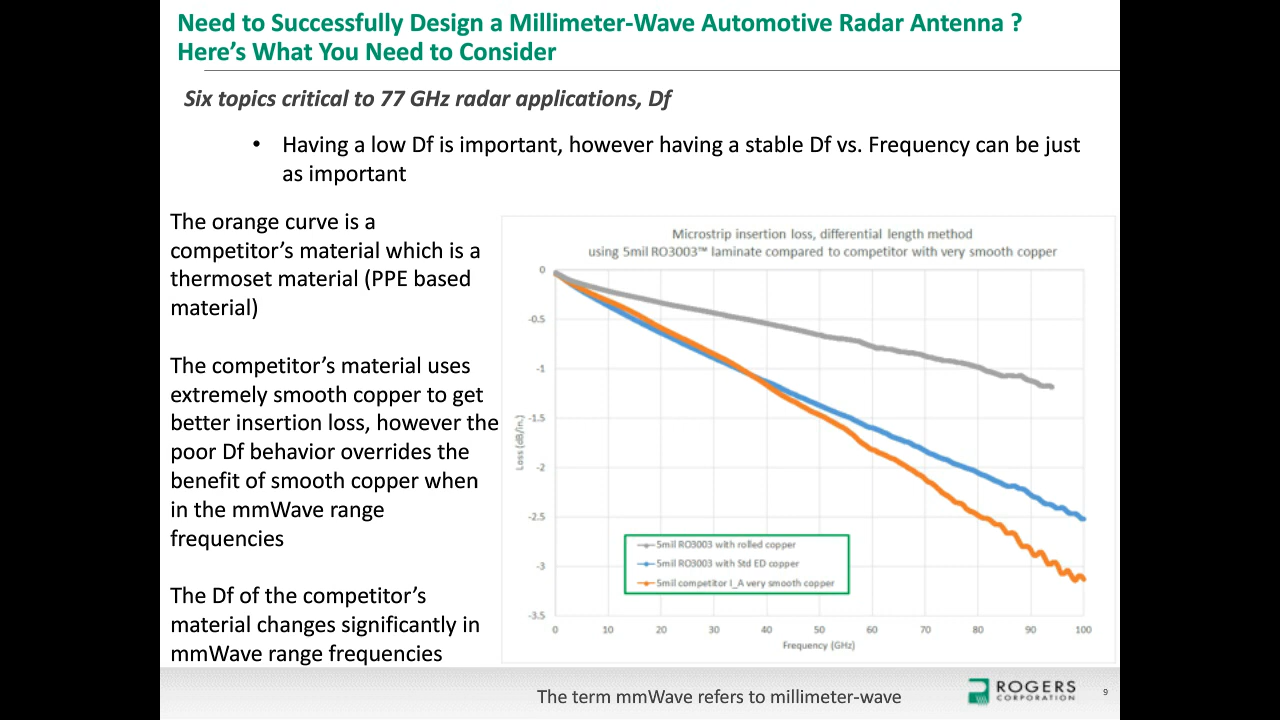 Need to Successfully Design a Millimeter-Wave Automotive Radar Antenna ?
Here's What You Need to Consider
Six topics critical to 77 GHz radar applications, Df
• Having a low Df is important, however having a stable Df vs. Frequency can be just
as important
The orange curve is a
competitor's material which is a
thermoset material (PPE based
material)
The competitor's material uses
extremely smooth copper to get
better insertion loss, however the
poor Df behavior overrides the
benefit of smooth copper when
in the mmWave range
frequencies
The Df of the competitor's
material changes significantly in
mmWave range frequencies
Microstrip insertion loss, differential length method
using 5mil RO3003™ laminate compared to competitor with very smooth copper
0
-0.5
-1
-1.5
-2
-2.5
-3
-3.5
Loss (dB/in.)
5mil RO3003 with rolled copper
5mil RO3003 with Std ED copper
5mil competitor I_A very smooth copper
0 10 20 30 40 50 60 70 80 90 100
Frequency (GHz)
The term mmWave refers to millimeter-wave
ROGERS
CORPORATION
9